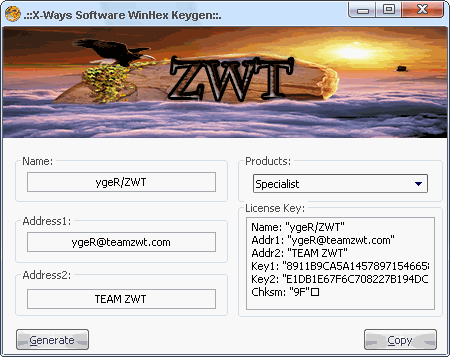 .::X-Ways Software WinHex Keygen::.
ZWT
Name:
ygeR/ZWT
Address1:
ygeR@teamzwt.com
Address2:
TEAM ZWT
Products:
Specialist
License Key:
Name: "ygeR/ZWT"
Addr1: "ygeR@teamzwt.com"
Addr2: "TEAM ZWT"
Key1: "8911B9CA5A1457897154665
Key2: "E1DB1E67F6C708227B194DC
Chksm: "9F"□
Generate
Copy